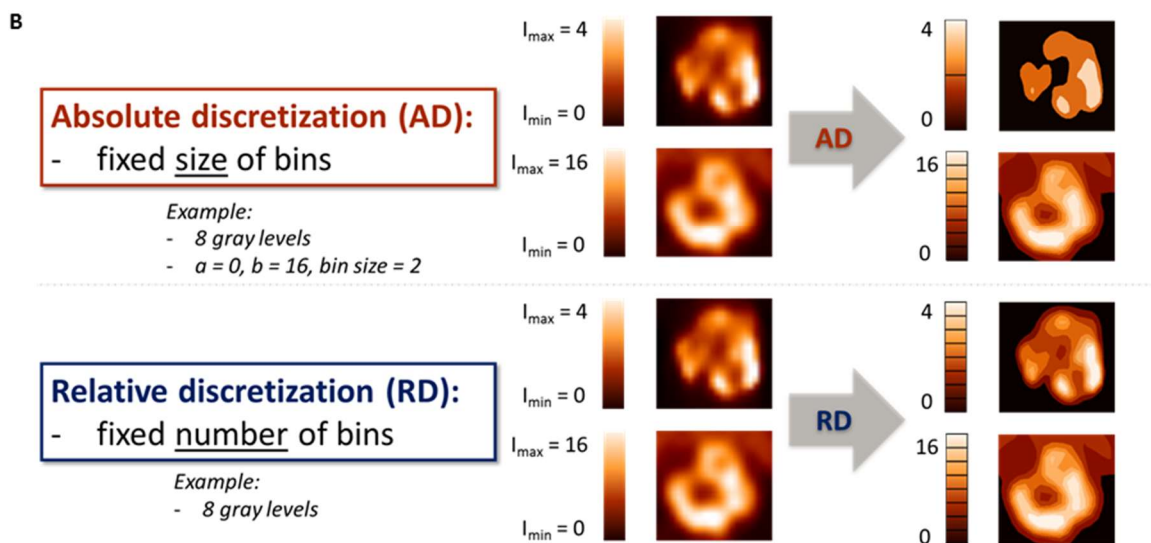 B
Absolute discretization (AD):
- fixed size of bins
Example:
- 8 gray levels
- a = 0, b = 16, bin size = 2
Imax = 4
Imin = 0
Imax = 16
Imin = 0
AD
4
0
16
0
Relative discretization (RD):
- fixed number of bins
Example:
- 8 gray levels
Imax = 4
Imin = 0
Imax = 16
Imin = 0
RD
4
0
16
0